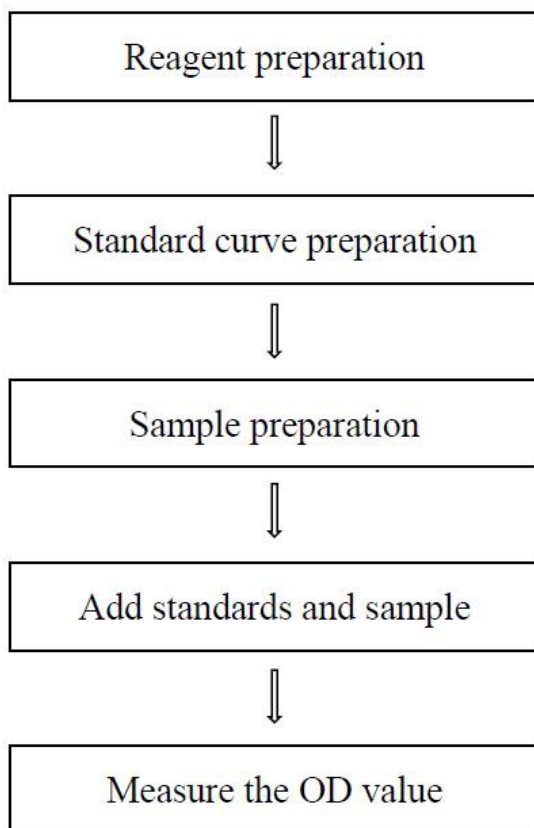 Reagent preparation
Standard curve preparation
Sample preparation
Add standards and sample
Measure the OD value